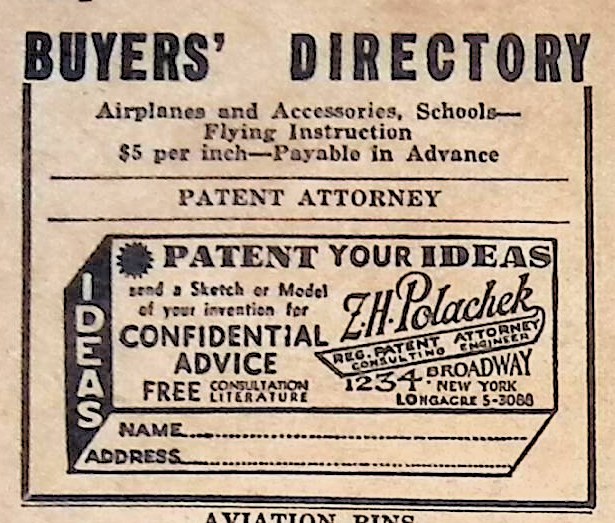 BUYERS' DIRECTORY
Airplanes and Accessories, Schools—
Flying Instruction
$5 per inch—Payable in Advance
PATENT ATTORNEY
IDEAS
PATENT YOUR IDEAS
send a Sketch or Model
of your invention for
CONFIDENTIAL
ADVICE
FREE CONSULTATION
LITERATURE
Z.H. Polachek
REG. PATENT ATTORNEY
CONSULTING ENGINEER
1234 BROADWAY
NEW YORK
LONGACRE 5-3088
NAME
ADDRESS
AVIATION PINS